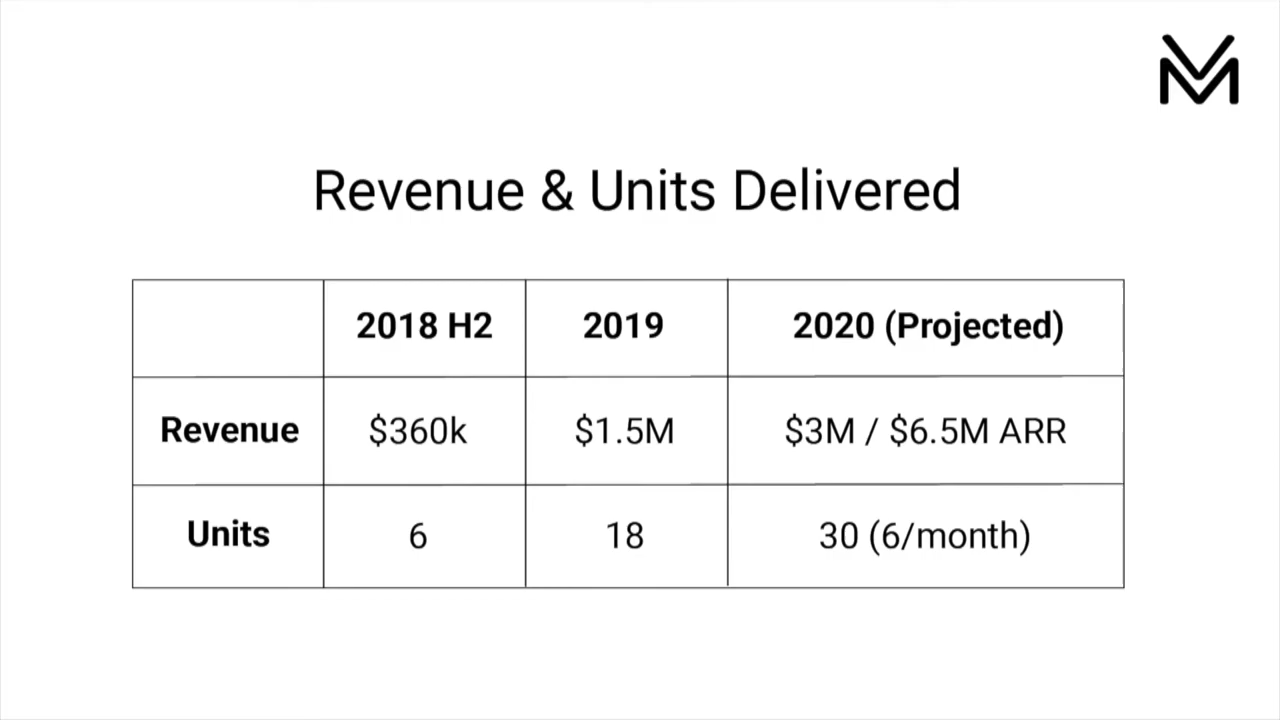 Revenue & Units Delivered
2018 H2 2019 2020 (Projected)
Revenue $360k $1.5M $3M / $6.5M ARR
Units 6 18 30 (6/month)